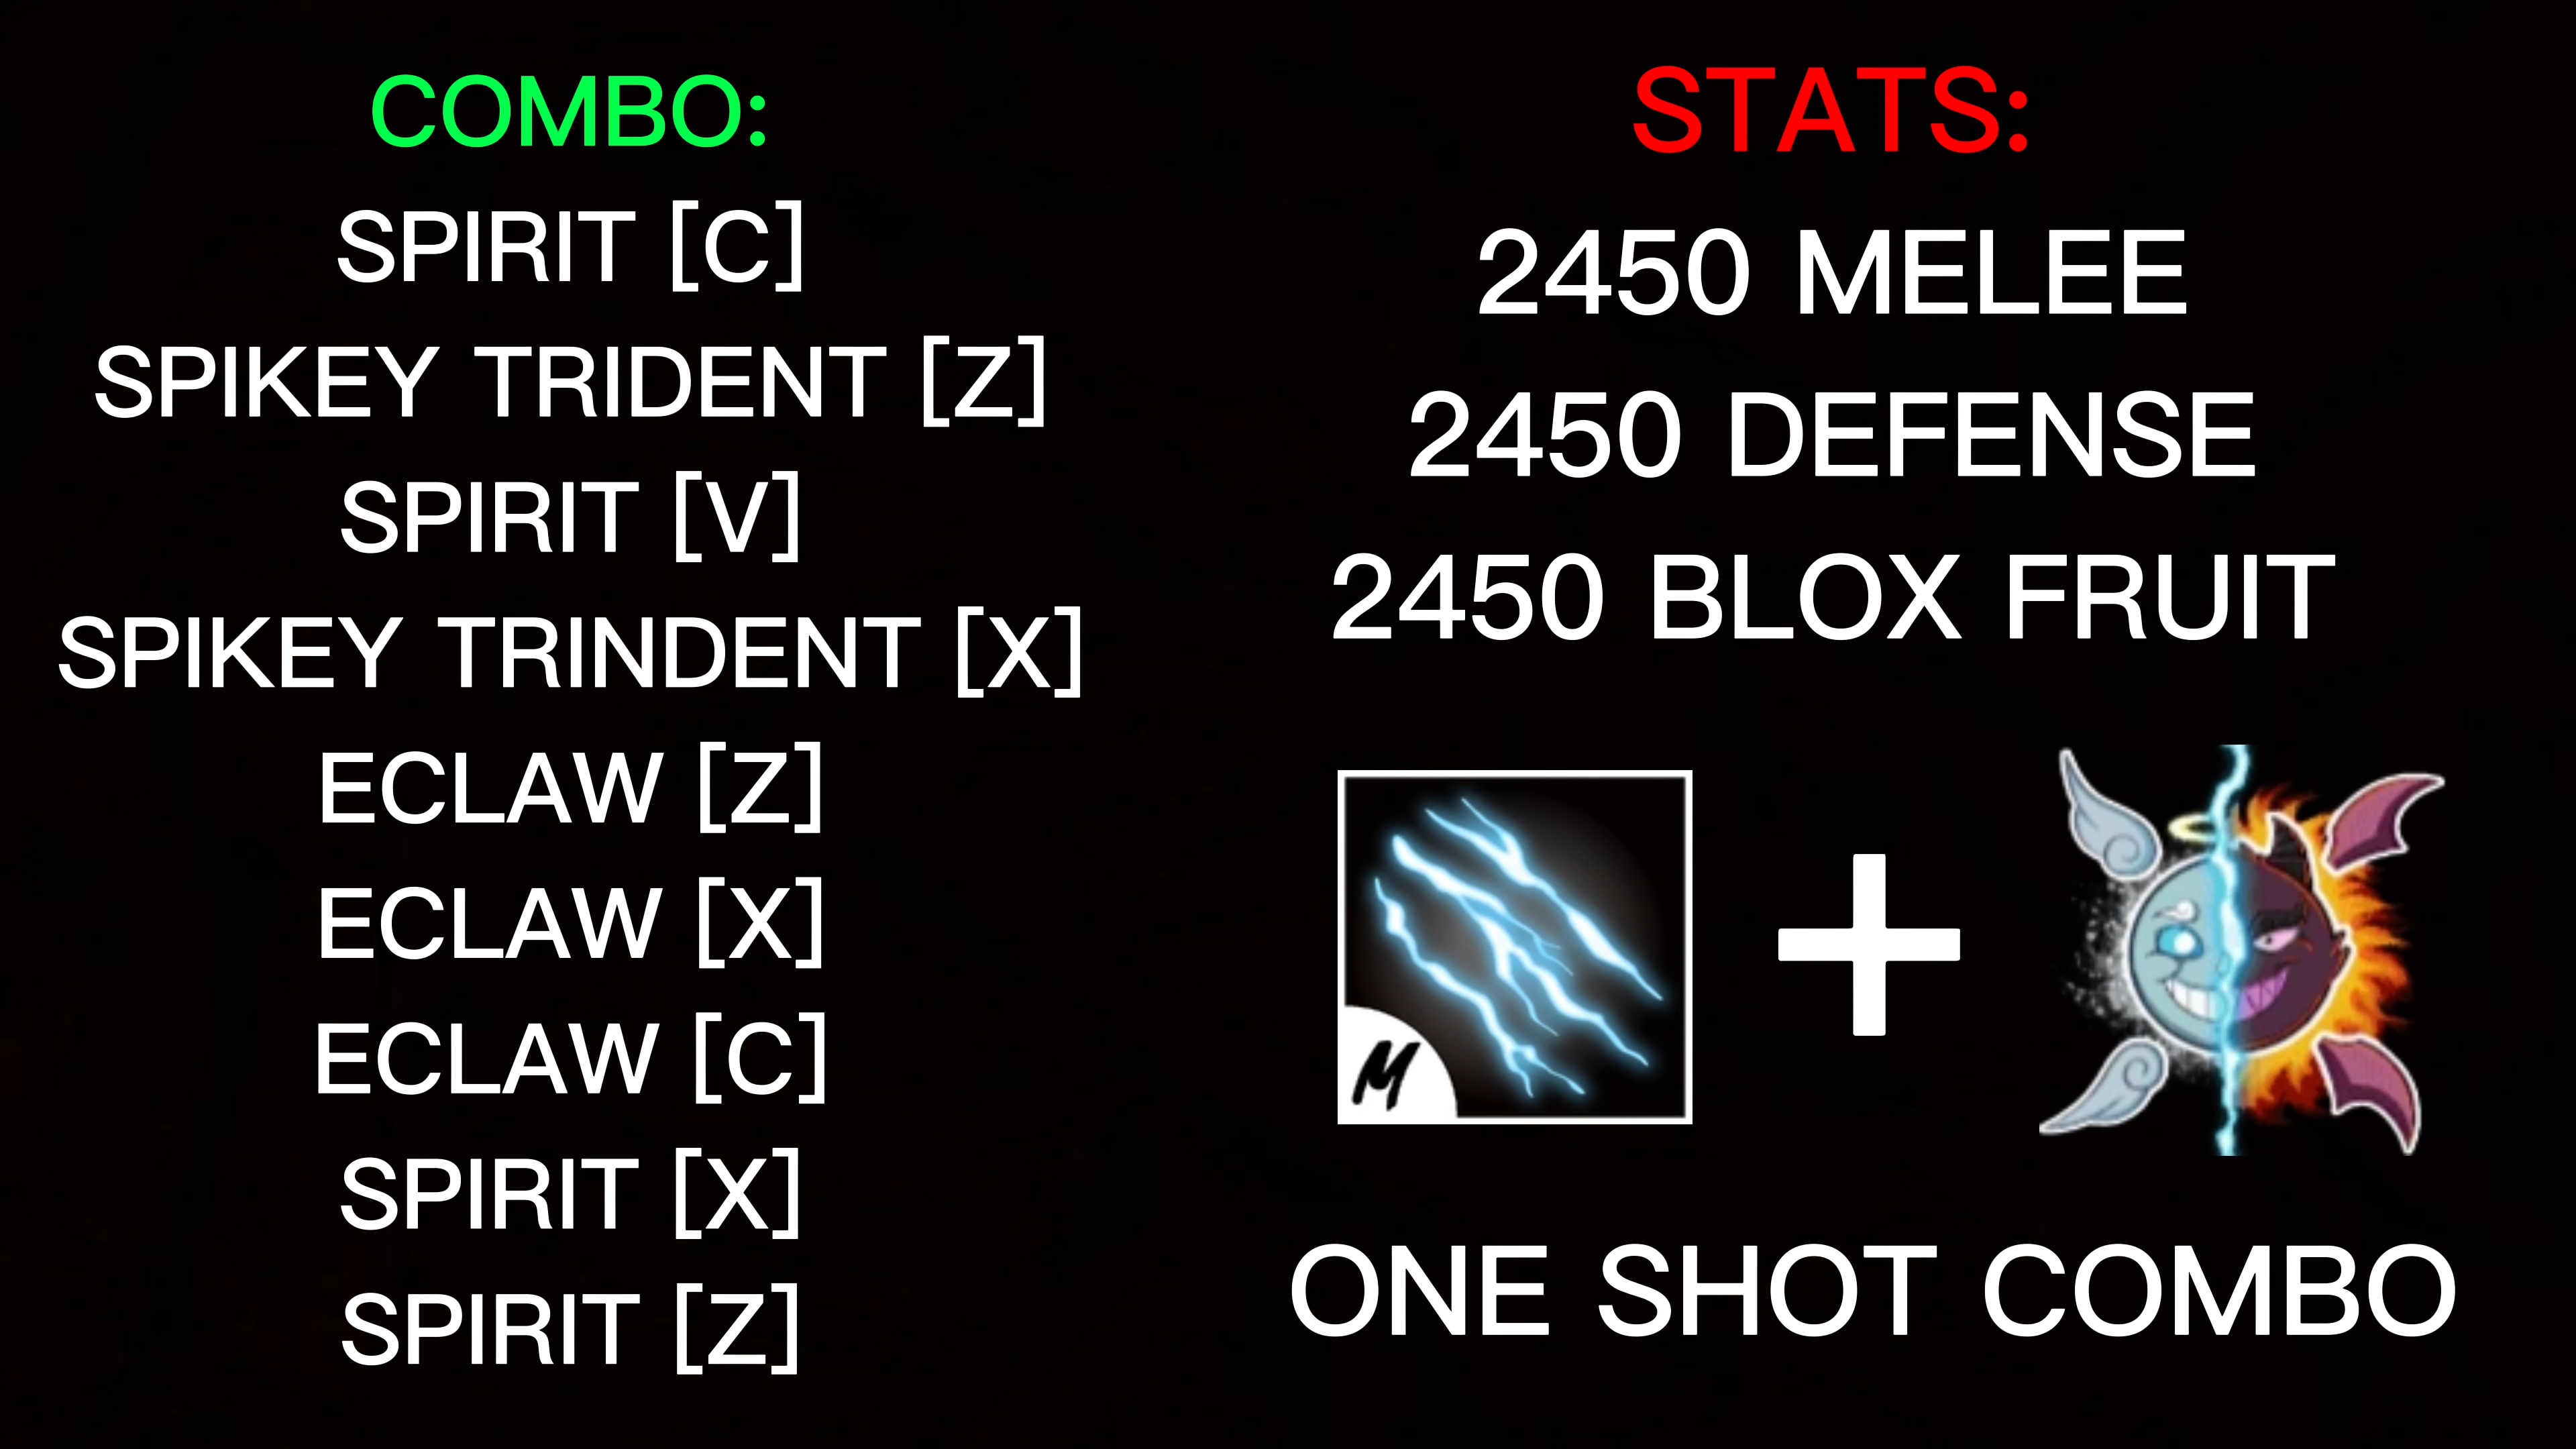 COMBO:
SPIRIT [C]
SPIKEY TRIDENT [Z]
SPIRIT [V]
SPIKEY TRINDENT [X]
ECLAW [Z]
ECLAW [X]
ECLAW [C]
SPIRIT [X]
SPIRIT [Z]
STATS:
2450 MELEE
2450 DEFENSE
2450 BLOX FRUIT
M
+
ONE SHOT COMBO